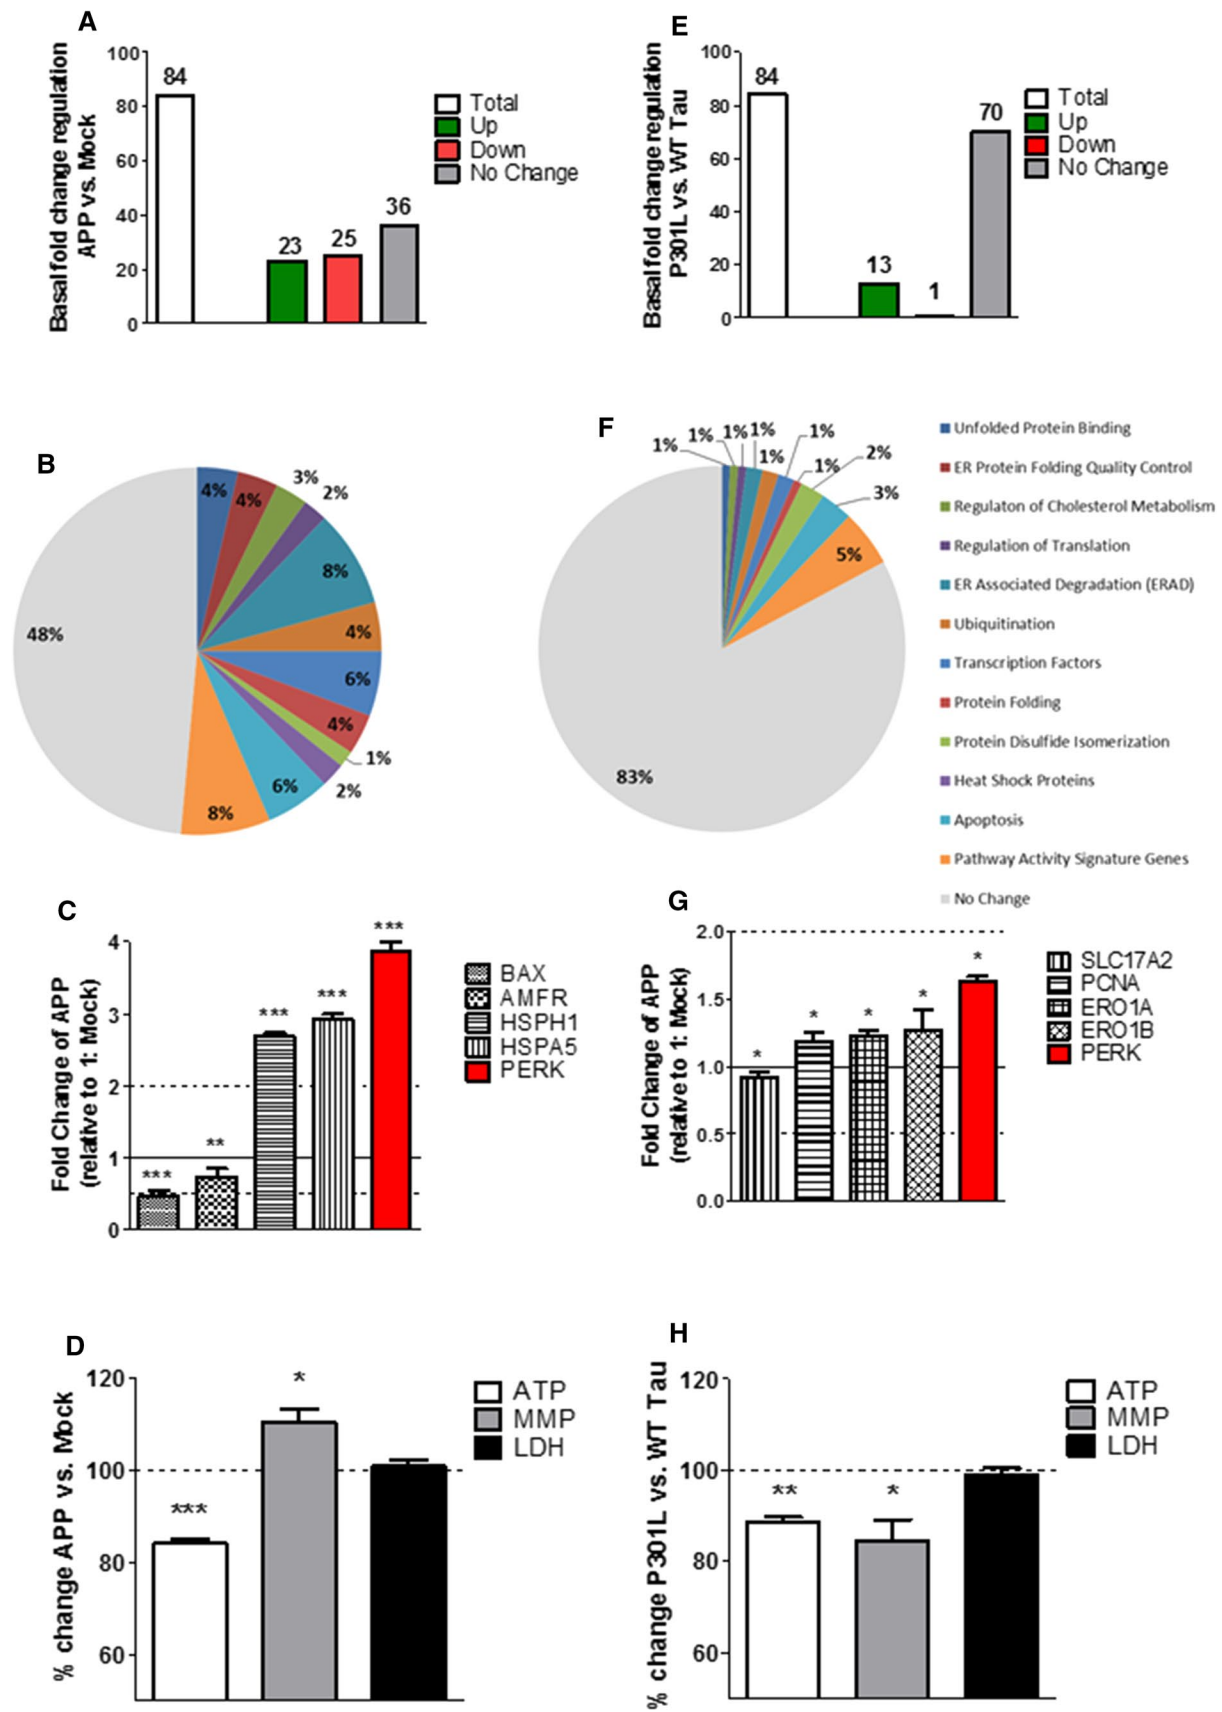 A
Basal fold change regulation
APP vs. Mock
100
80
60
40
20
0
84
23
25
36
Total
Up
Down
No Change
E
Basal fold change regulation
P301L vs. WT Tau
100
80
60
40
20
0
84
13
1
70
Total
Up
Down
No Change
B
4%
4%
3%
2%
8%
4%
6%
4%
1%
2%
6%
8%
48%
F
1%
1%
1%
1%
1%
1%
1%
2%
3%
5%
83%
Unfolded Protein Binding
ER Protein Folding Quality Control
Regulaton of Cholesterol Metabolism
Regulation of Translation
ER Associated Degradation (ERAD)
Ubiquitination
Transcription Factors
Protein Folding
Protein Disulfide Isomerization
Heat Shock Proteins
Apoptosis
Pathway Activity Signature Genes
No Change
C
Fold Change of APP
(relative to 1: Mock)
4
3
2
1
0
***
**
***
***
***
BAX
AMFR
HSPH1
HSPA5
PERK
G
Fold Change of APP
(relative to 1: Mock)
2.0
1.5
1.0
0.5
0.0
*
*
*
*
*
SLC17A2
PCNA
ERO1A
ERO1B
PERK
D
% change APP vs. Mock
120
100
80
60
***
*
ATP
MMP
LDH
H
% change P301L vs. WT Tau
120
100
80
60
**
*
ATP
MMP
LDH